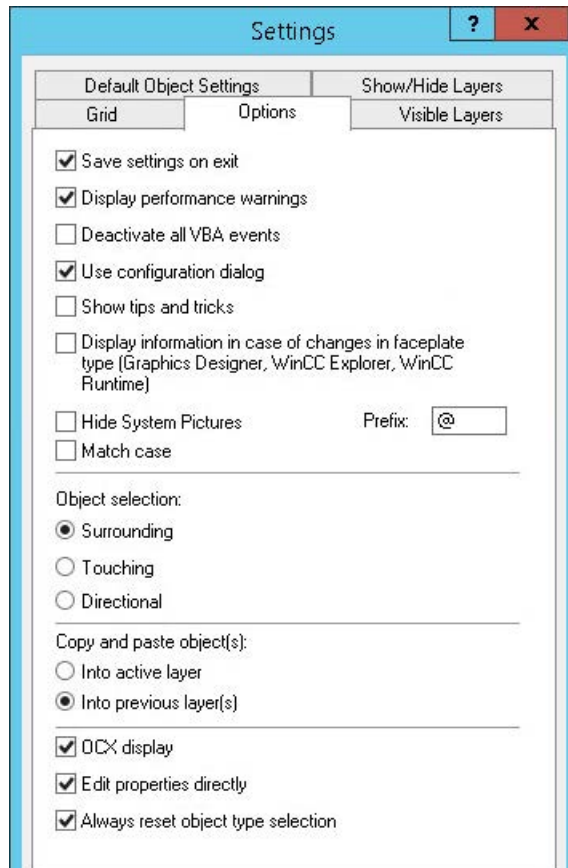 Settings
?
x
Default Object Settings
Show/Hide Layers
Grid
Options
Visible Layers
Save settings on exit
Display performance warnings
Deactivate all VBA events
Use configuration dialog
Show tips and tricks
Display information in case of changes in faceplate
type (Graphics Designer, WinCC Explorer, WinCC
Runtime)
Hide System Pictures
Prefix: @
Match case
Object selection:
Surrounding
Touching
Directional
Copy and paste object(s):
Into active layer
Into previous layer(s)
OCX display
Edit properties directly
Always reset object type selection